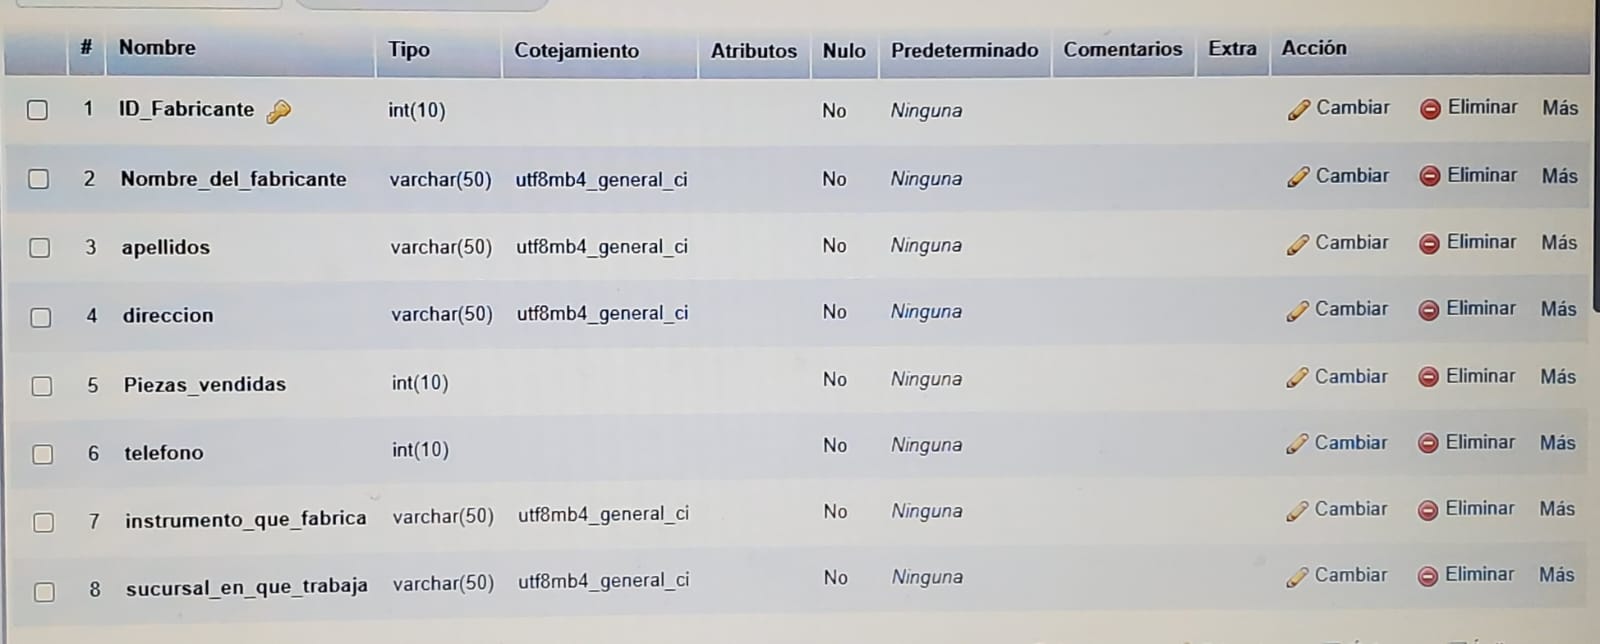 # Nombre Tipo Cotejamiento Atributos Nulo Predeterminado Comentarios Extra Acción
1 ID_Fabricante int(10) No Ninguna Cambiar Eliminar Más
2 Nombre_del_fabricante varchar(50) utf8mb4_general_ci No Ninguna Cambiar Eliminar Más
3 apellidos varchar(50) utf8mb4_general_ci No Ninguna Cambiar Eliminar Más
4 direccion varchar(50) utf8mb4_general_ci No Ninguna Cambiar Eliminar Más
5 Piezas_vendidas int(10) No Ninguna Cambiar Eliminar Más
6 telefono int(10) No Ninguna Cambiar Eliminar Más
7 instrumento_que_fabrica varchar(50) utf8mb4_general_ci No Ninguna Cambiar Eliminar Más
8 sucursal_en_que_trabaja varchar(50) utf8mb4_general_ci No Ninguna Cambiar Eliminar Más